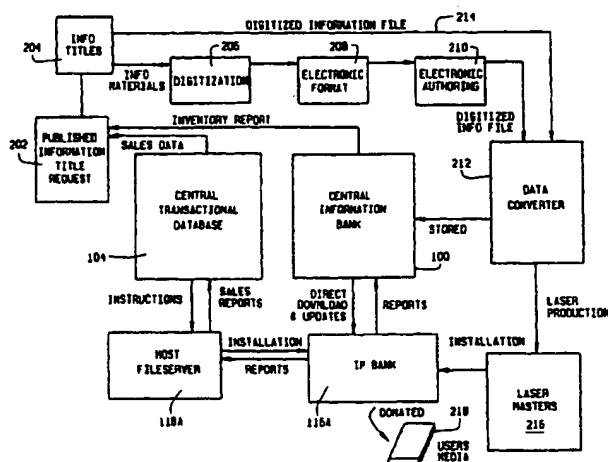 DIGITIZED INFORMATION FILE
214
204
INFO
TITLES
206
208
210
INFO
MATERIALS
DIGITIZATION
ELECTRONIC
FORMAT
ELECTRONIC
AUTHORING
DIGITIZED
INFO FILE
INVENTORY REPORT
SALES DATA
202
PUBLISHED
INFORMATION
TITLE
REQUEST
212
CENTRAL
TRANSACTIONAL
DATABASE
104
CENTRAL
INFORMATION
BANK
100
STORED
DATA
CONVERTER
INSTRUCTIONS
SALES
REPORTS
DIRECT
DOWNLOAD
& UPDATES
REPORTS
LASER
PRODUCTION
HOST
FILESERVER
118A
INSTALLATION
REPORTS
IP BANK
116A
INSTALLATION
LASER
MASTERS
216
DONATED
218
USERS
MEDIA